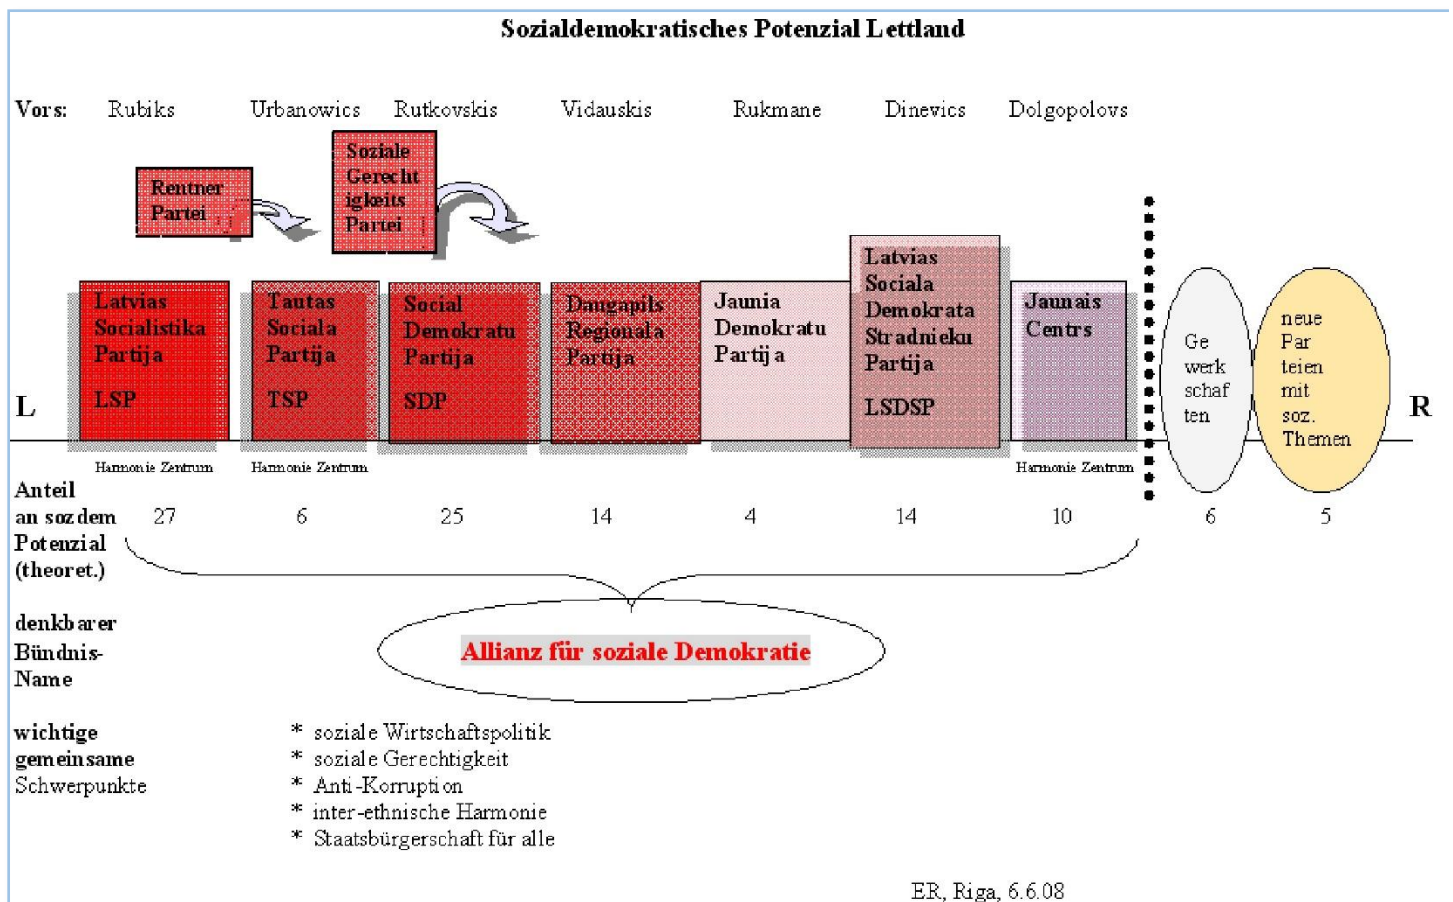 Sozialdemokratisches Potenzial Lettland
Vors: Rubiks Urbanowics Rutkovskis Vidauskis Rukmane Dinevics Dolgopolovs
Rentner
Partei
Soziale
Gerecht
igkeits
Partei
L
Latvias
Socialistika
Partija
LSP
Tautas
Sociala
Partija
TSP
Social
Demokratu
Partija
SDP
Daugapils
Regionala
Partija
Jaunia
Demokratu
Partija
Latvias
Sociala
Demokrata
Stradnieku
Partija
LSDSP
Jaunais
Centrs
Ge
werk
schaf
ten
neue
Par
teien
mit
soz.
Themen
R
Harmonie Zentrum Harmonie Zentrum Harmonie Zentrum
Anteil
an soz dem 27 6 25 14 4 14 10 6 5
Potenzial
(theoret.)
denkbarer
Bündnis-
Name
Allianz für soziale Demokratie
wichtige
gemeinsame
Schwerpunkte
* soziale Wirtschaftspolitik
* soziale Gerechtigkeit
* Anti-Korruption
* inter-ethnische Harmonie
* Staatsbürgerschaft für alle
ER, Riga, 6.6.08